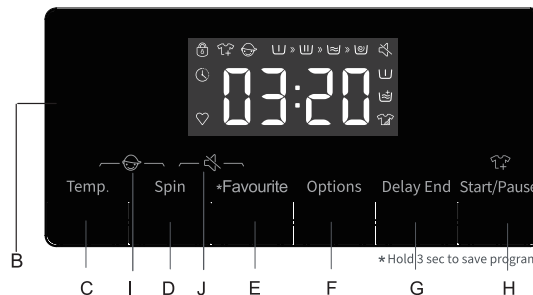 03:20
Temp. Spin *Favourite Options Delay End Start/Pause
*Hold 3 sec to save program
B
C I D J E F G H